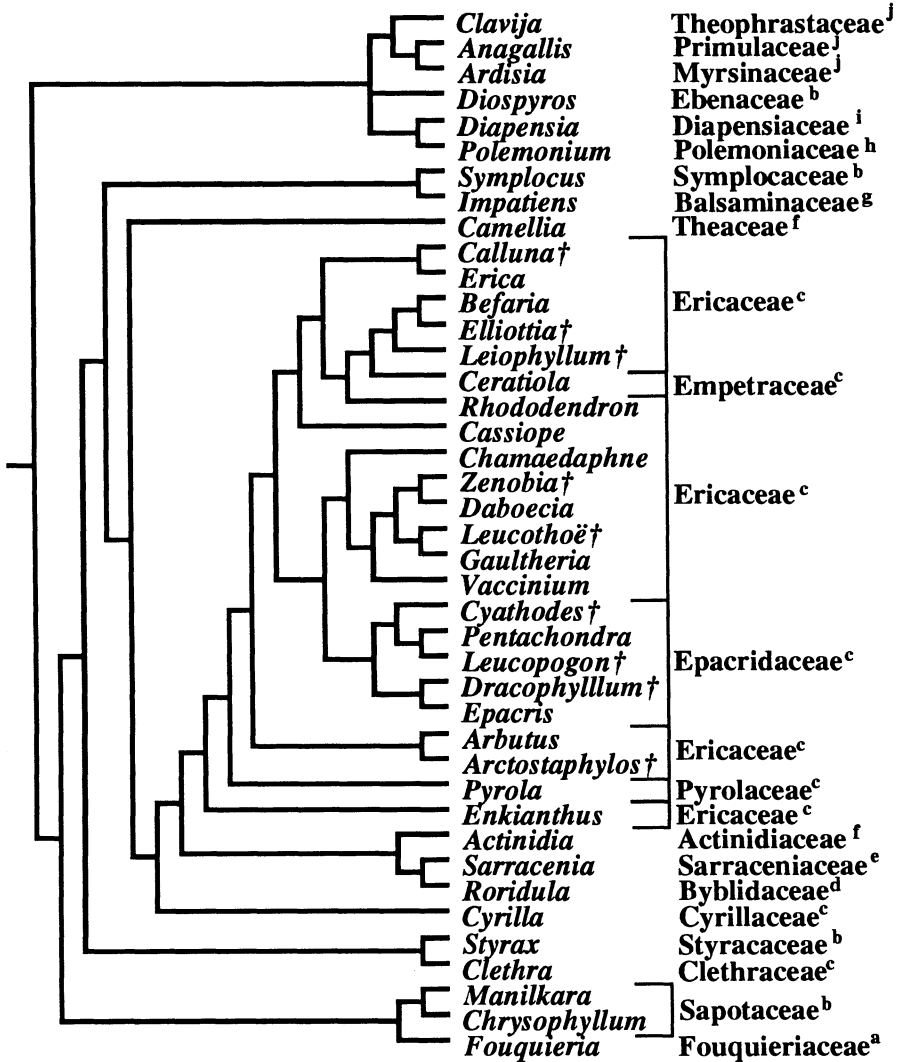 Clavija Theophrastaceae j
Anagallis Primulaceae j
Ardisia Myrsinaceae j
Diospyros Ebenaceae b
Diapensia Diapensiaceae i
Polemonium Polemoniaceae h
Symplocus Symplocaceae b
Impatiens Balsaminaceae g
Camellia Theaceae f
Calluna†
Erica
Befaria Ericaceae c
Elliottia†
Leiophyllum†
Ceratiola Empetraceae c
Rhododendron
Cassiope
Chamaedaphne
Zenobia† Ericaceae c
Daboecia
Leucothoë†
Gaultheria
Vaccinium
Cyathodes†
Pentachondra
Leucopogon† Epacridaceae c
Dracophylllum†
Epacris
Arbutus Ericaceae c
Arctostaphylos†
Pyrola Pyrolaceae c
Enkianthus Ericaceae c
Actinidia Actinidiaceae f
Sarracenia Sarraceniaceae e
Roridula Byblidaceae d
Cyrilla Cyrillaceae c
Styrax Styracaceae b
Clethra Clethraceae c
Manilkara Sapotaceae b
Chrysophyllum
Fouquieria Fouquieriaceae a